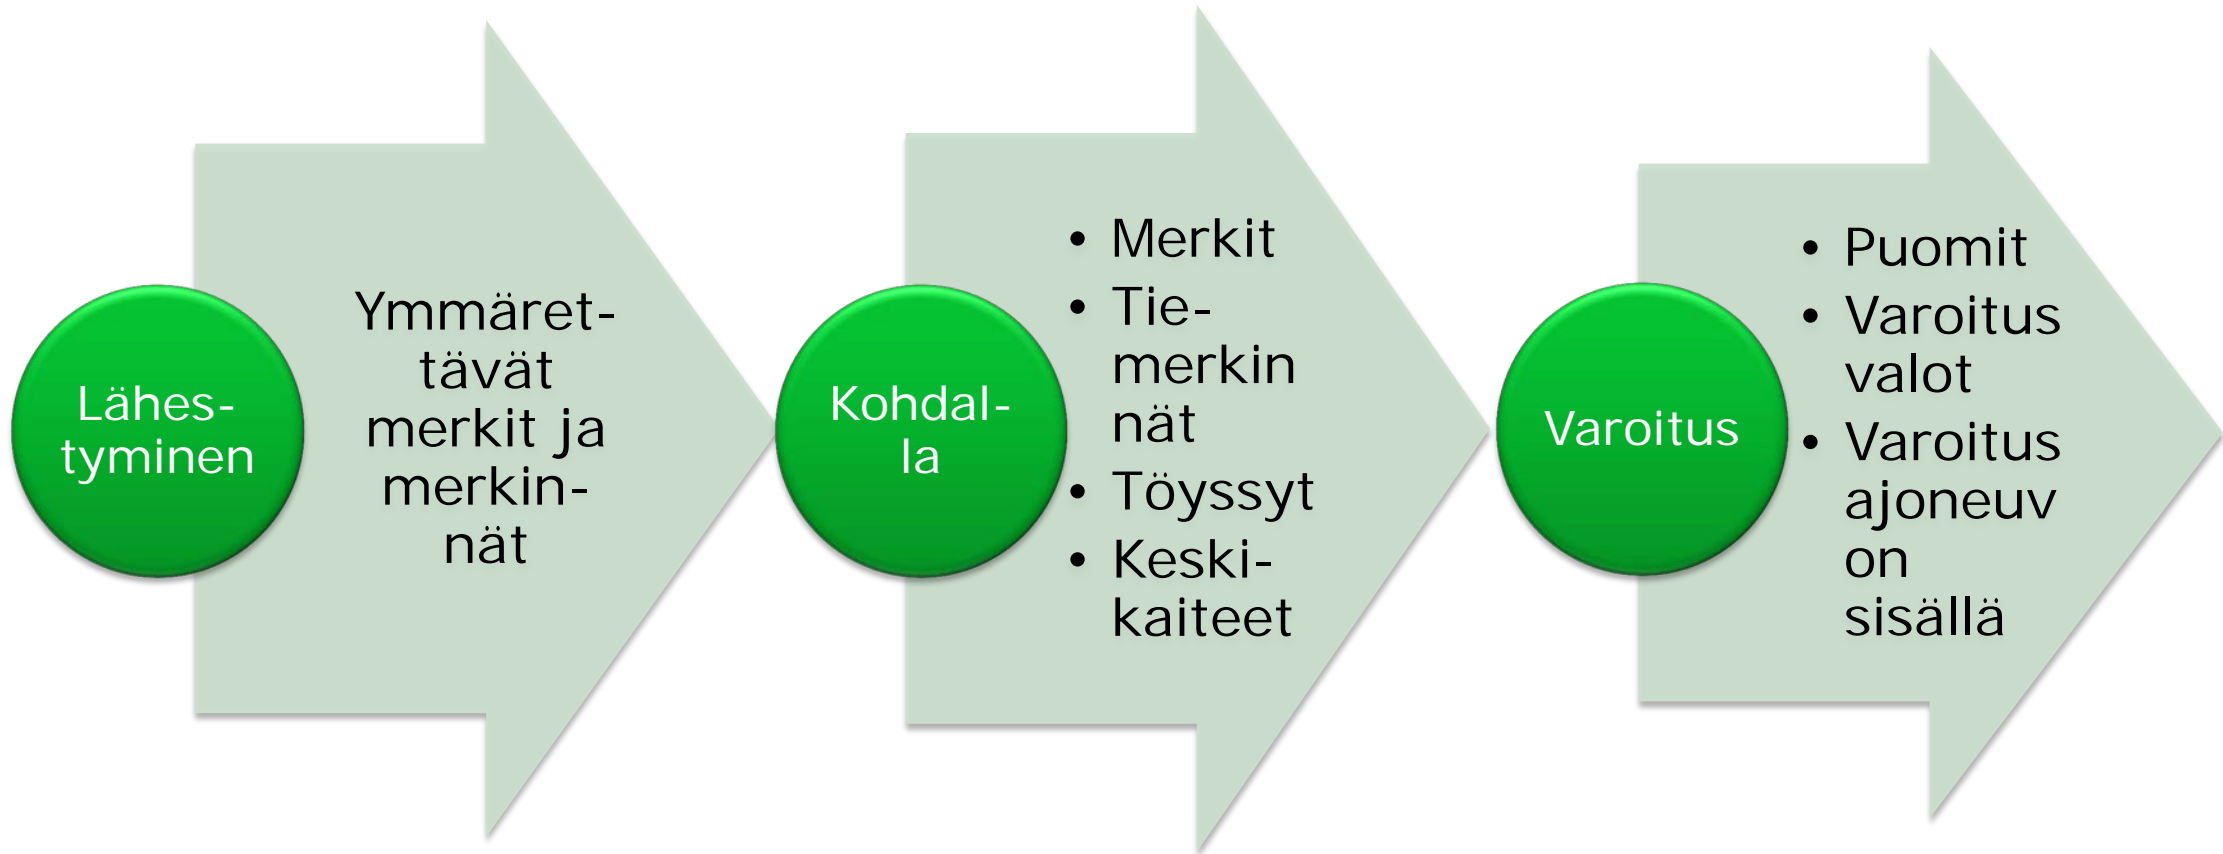 Lähes-
tyminen
Ymmäret-
tävät
merkit ja
merkin-
nät
Kohdal-
la
• Merkit
• Tie-
merkin
nät
• Töyssyt
• Keski-
kaiteet
Varoitus
• Puomit
• Varoitus
valot
• Varoitus
ajoneuv
on
sisällä